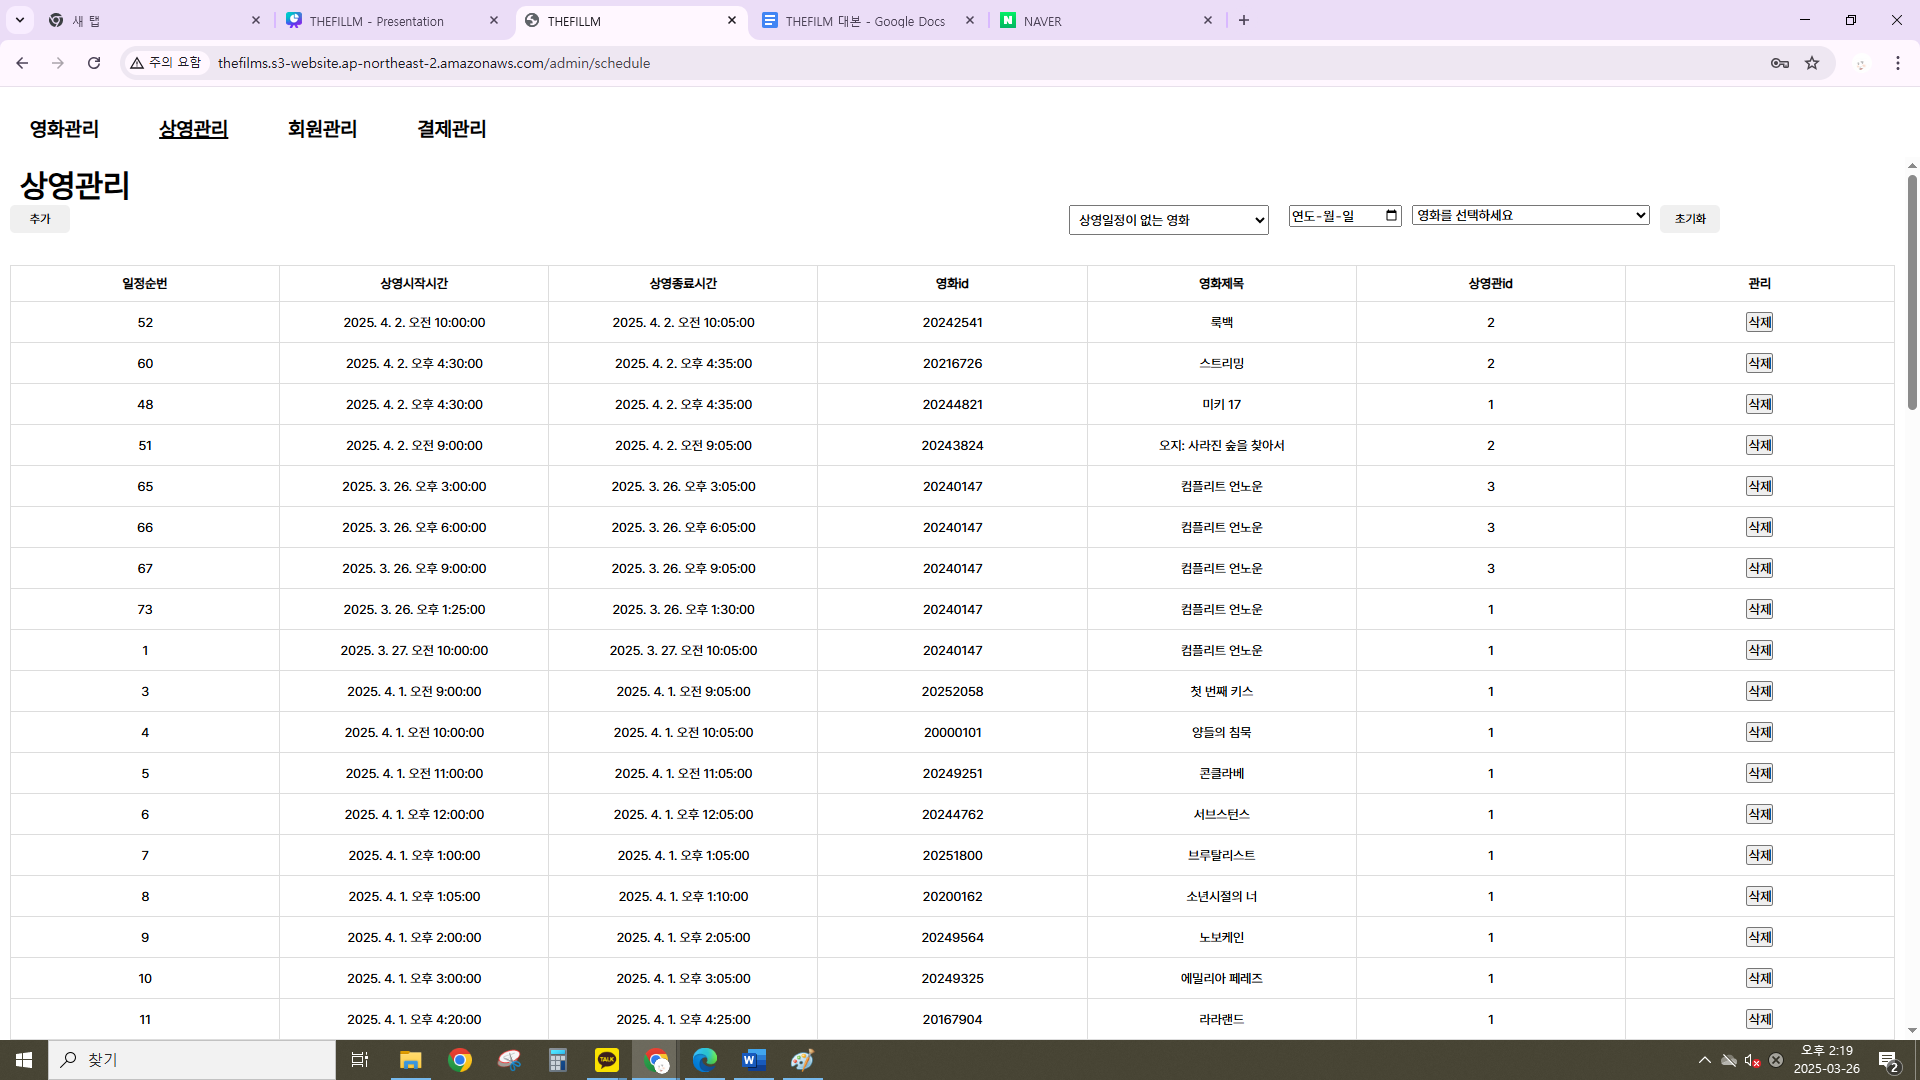 새 탭
THEFILLM - Presentation
THEFILLM
THEFILM 대본 - Google Docs
NAVER
주의 요함
thefilms.s3-website.ap-northeast-2.amazonaws.com/admin/schedule
영화관리 상영관리 회원관리 결제관리
상영관리
추가
상영일정이 없는 영화
연도-월-일
영화를 선택하세요
초기화
일정순번 상영시작시간 상영종료시간 영화id 영화제목 상영관id 관리
52 2025. 4. 2. 오전 10:00:00 2025. 4. 2. 오전 10:05:00 20242541 룩백 2 삭제
60 2025. 4. 2. 오후 4:30:00 2025. 4. 2. 오후 4:35:00 20216726 스트리밍 2 삭제
48 2025. 4. 2. 오후 4:30:00 2025. 4. 2. 오후 4:35:00 20244821 미키 17 1 삭제
51 2025. 4. 2. 오전 9:00:00 2025. 4. 2. 오전 9:05:00 20243824 오지: 사라진 숲을 찾아서 2 삭제
65 2025. 3. 26. 오후 3:00:00 2025. 3. 26. 오후 3:05:00 20240147 컴플리트 언노운 3 삭제
66 2025. 3. 26. 오후 6:00:00 2025. 3. 26. 오후 6:05:00 20240147 컴플리트 언노운 3 삭제
67 2025. 3. 26. 오후 9:00:00 2025. 3. 26. 오후 9:05:00 20240147 컴플리트 언노운 3 삭제
73 2025. 3. 26. 오후 1:25:00 2025. 3. 26. 오후 1:30:00 20240147 컴플리트 언노운 1 삭제
1 2025. 3. 27. 오전 10:00:00 2025. 3. 27. 오전 10:05:00 20240147 컴플리트 언노운 1 삭제
3 2025. 4. 1. 오전 9:00:00 2025. 4. 1. 오전 9:05:00 20252058 첫 번째 키스 1 삭제
4 2025. 4. 1. 오전 10:00:00 2025. 4. 1. 오전 10:05:00 20000101 양들의 침묵 1 삭제
5 2025. 4. 1. 오전 11:00:00 2025. 4. 1. 오전 11:05:00 20249251 콘클라베 1 삭제
6 2025. 4. 1. 오후 12:00:00 2025. 4. 1. 오후 12:05:00 20244762 서브스턴스 1 삭제
7 2025. 4. 1. 오후 1:00:00 2025. 4. 1. 오후 1:05:00 20251800 브루탈리스트 1 삭제
8 2025. 4. 1. 오후 1:05:00 2025. 4. 1. 오후 1:10:00 20200162 소년시절의 너 1 삭제
9 2025. 4. 1. 오후 2:00:00 2025. 4. 1. 오후 2:05:00 20249564 노보케인 1 삭제
10 2025. 4. 1. 오후 3:00:00 2025. 4. 1. 오후 3:05:00 20249325 에밀리아 페레즈 1 삭제
11 2025. 4. 1. 오후 4:20:00 2025. 4. 1. 오후 4:25:00 20167904 라라랜드 1 삭제
찾기
TALK
오후 2:19
2025-03-26
2